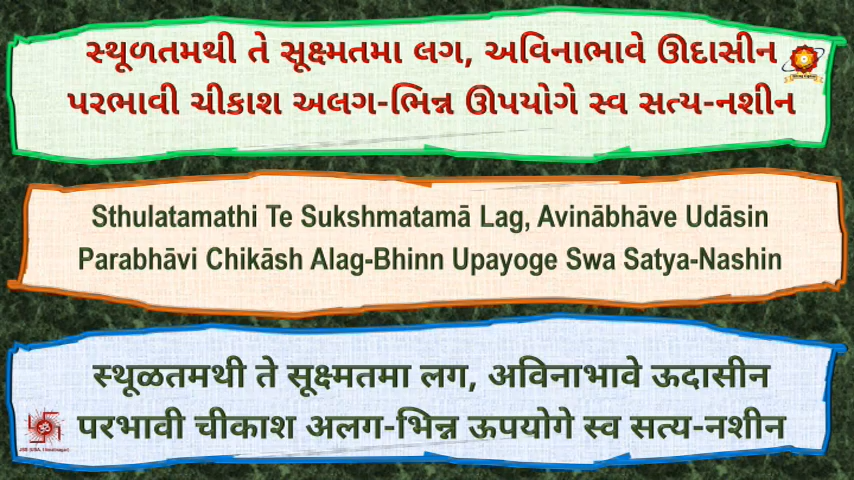 સ્થૂળતમથી તે સૂક્ષ્મતમા લગ, અવિનાભાવે ઊદાસીન
પરભાવી ચીકાશ અલગ-ભિન્ન ઊપયોગે સ્વ સત્ય-નશીન
Sthulatamathi Te Sukshmatamā Lag, Avinābhāve Udāsin
Parabhāvi Chikāsh Alag-Bhinn Upayoge Swa Satya-Nashin
स्थूळतमथी ते सूक्ष्मतमा लग, अविनाभावे ऊदासीन
परभावी चीकाश अलग-भिन्न ऊपयोगे स्व सत्य-नशीन